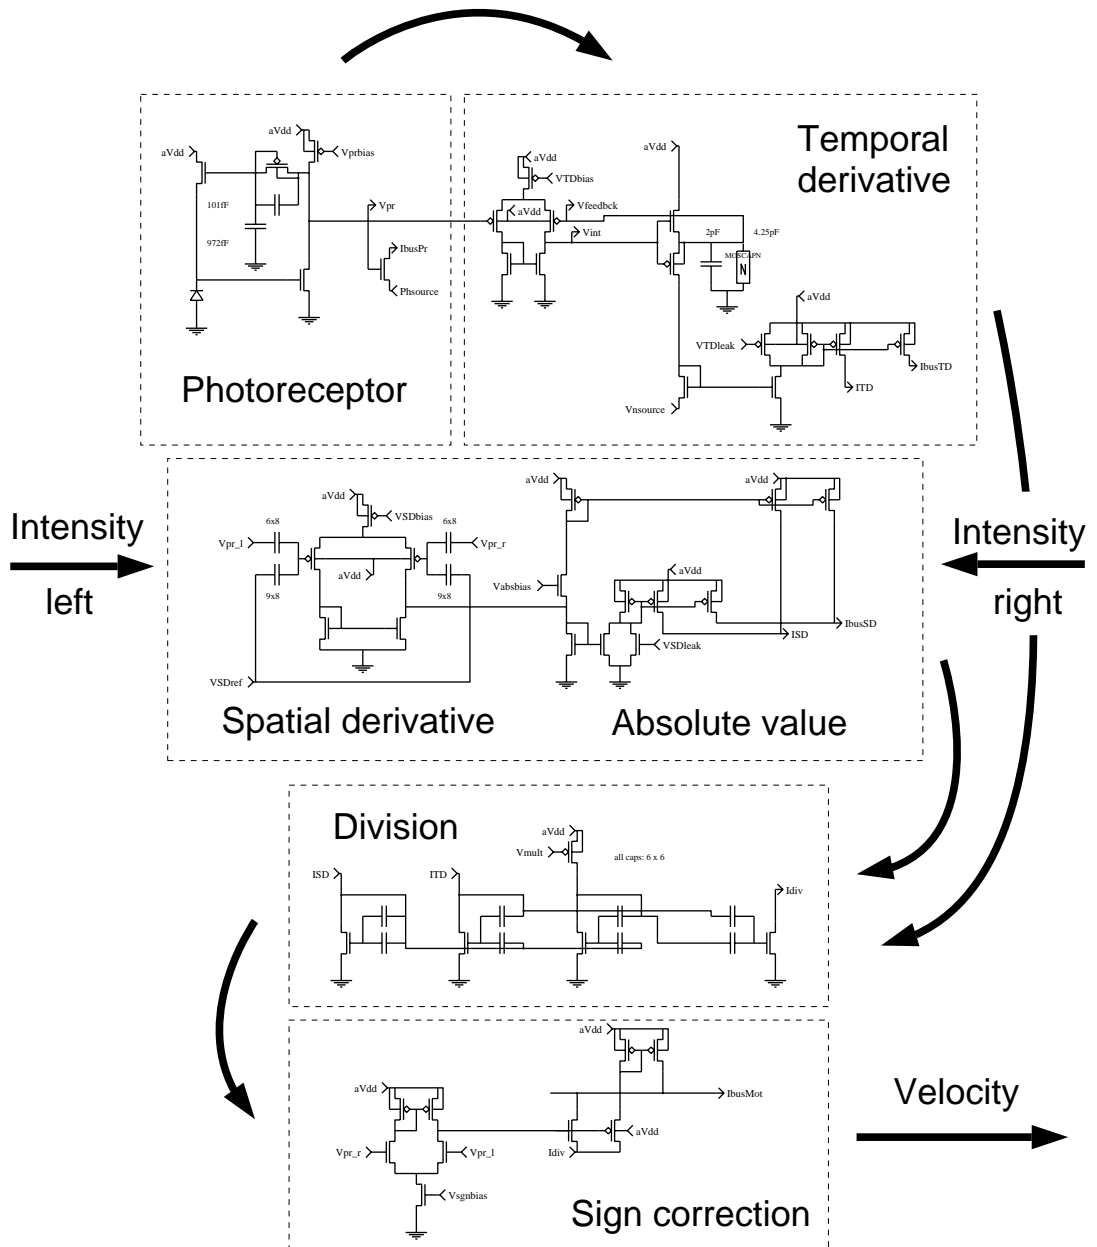 aVdd
aVdd
Vprbias
101fF
972fF
Vpr
IbusPr
Phsource
Photoreceptor
Temporal
derivative
aVdd
aVdd
VTDbias
aVdd
Vfeedbck
Vint
2pF
4.25pF
MOSCAPN
N
aVdd
VTDleak
IbusTD
ITD
Vnsource
Intensity
left
Intensity
right
aVdd
VSDbias
6x8
6x8
Vpr_l
Vpr_r
aVdd
9x8
9x8
VSDref
Spatial derivative
aVdd
aVdd
Vabsbias
aVdd
IbusSD
ISD
VSDleak
Absolute value
Division
aVdd
Vmult
all caps: 6 x 6
ISD
ITD
Idiv
aVdd
IbusMot
aVdd
aVdd
Vpr_r
Vpr_l
Idiv
Vsgnbias
Sign correction
Velocity